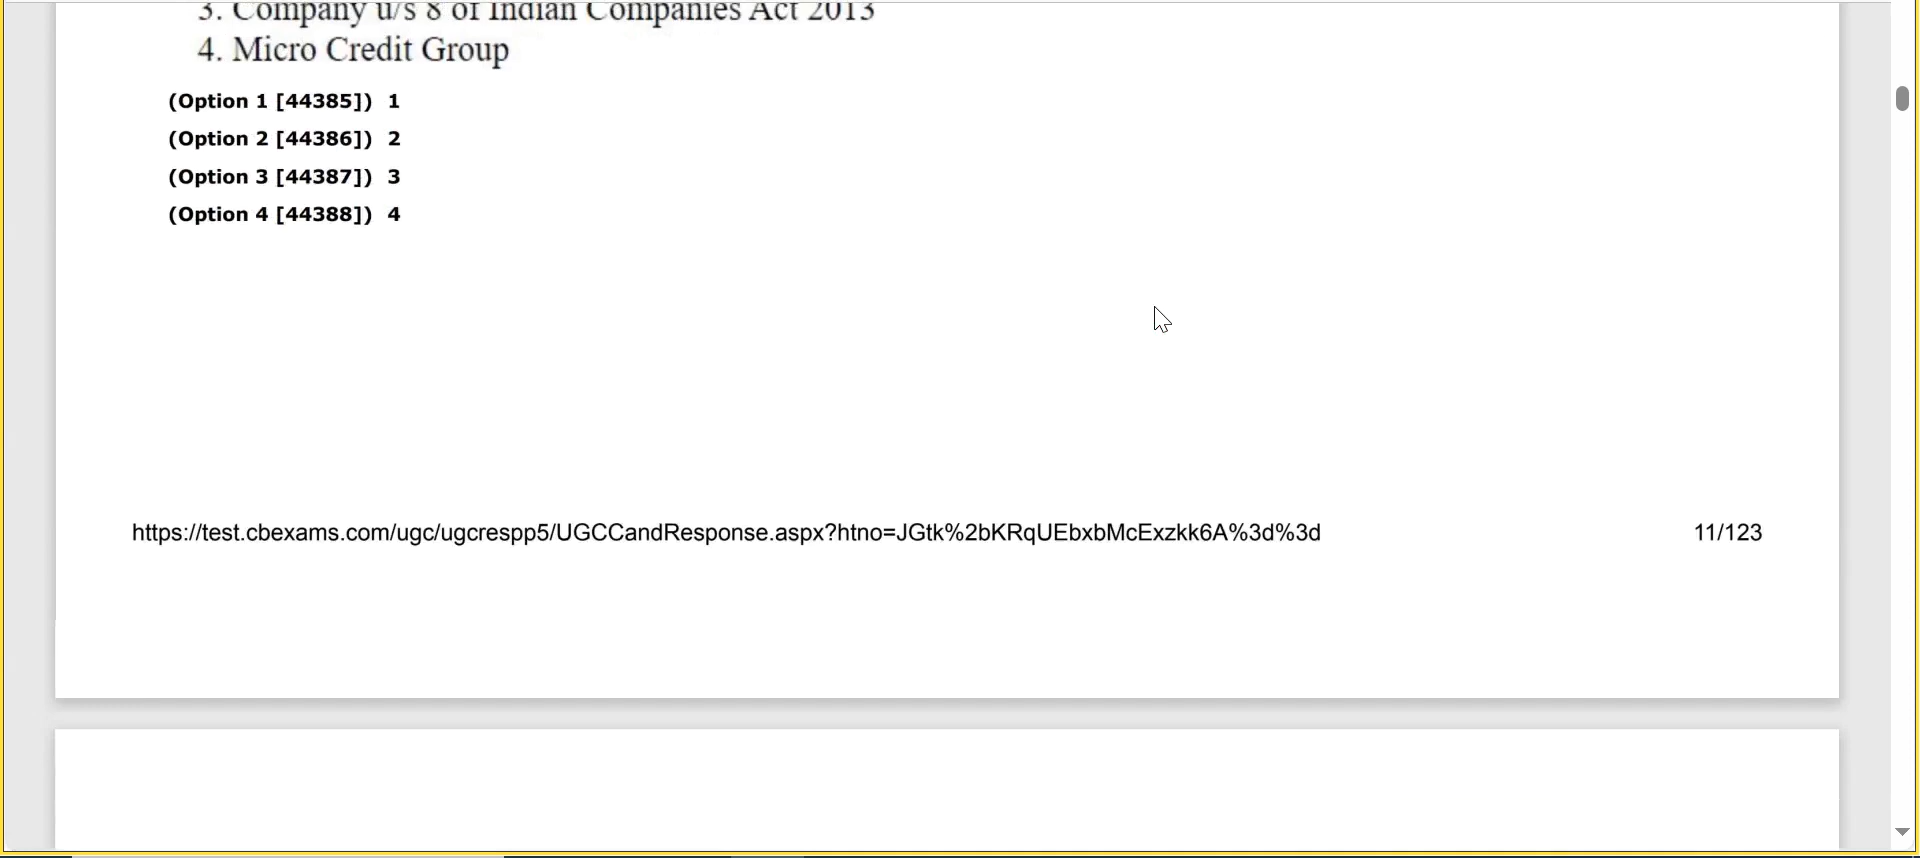 3. Company u/s 8 of Indian Companies Act 2013
4. Micro Credit Group
(Option 1 [44385]) 1
(Option 2 [44386]) 2
(Option 3 [44387]) 3
(Option 4 [44388]) 4
https://test.cbexams.com/ugc/ugcrespp5/UGCCandResponse.aspx?htno=JGtk%2bKRqUEbxbMcExzkk6A%3d%3d 11/123